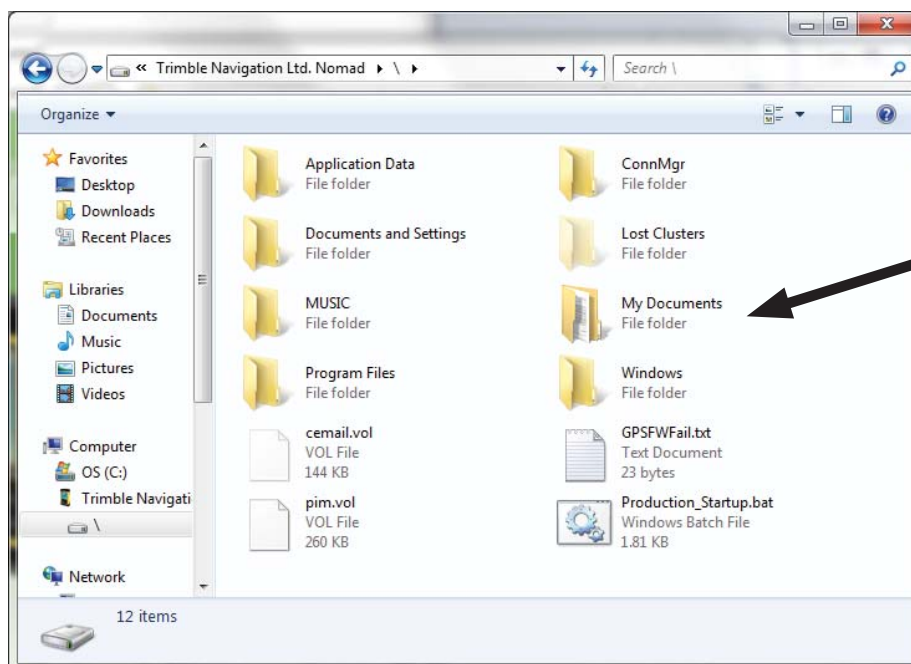 « Trimble Navigation Ltd. Nomad ▸ \ ▸
Search \
Organize
Favorites
Desktop
Downloads
Recent Places
Libraries
Documents
Music
Pictures
Videos
Computer
OS (C:)
Trimble Navigati
\
Network
Application Data
File folder
ConnMgr
File folder
Documents and Settings
File folder
Lost Clusters
File folder
MUSIC
File folder
My Documents
File folder
Program Files
File folder
Windows
File folder
cemail.vol
VOL File
144 KB
GPSFWFail.txt
Text Document
23 bytes
pim.vol
VOL File
260 KB
Production_Startup.bat
Windows Batch File
1.81 KB
12 items